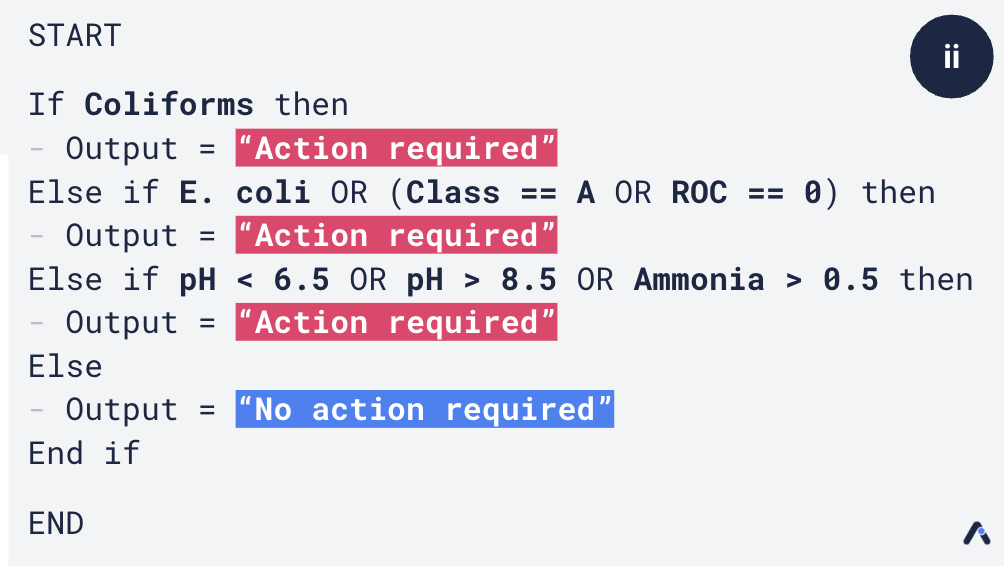 START
ii
If Coliforms then
- Output = “Action required”
Else if E. coli OR (Class == A OR ROC == 0) then
- Output = “Action required”
Else if pH < 6.5 OR pH > 8.5 OR Ammonia > 0.5 then
- Output = “Action required”
Else
- Output = “No action required”
End if
END